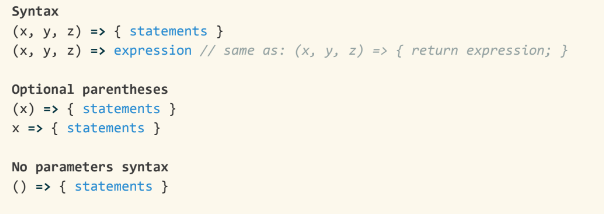 Syntax
(x, y, z) => { statements }
(x, y, z) => expression // same as: (x, y, z) => { return expression; }
Optional parentheses
(x) => { statements }
x => { statements }
No parameters syntax
() => { statements }